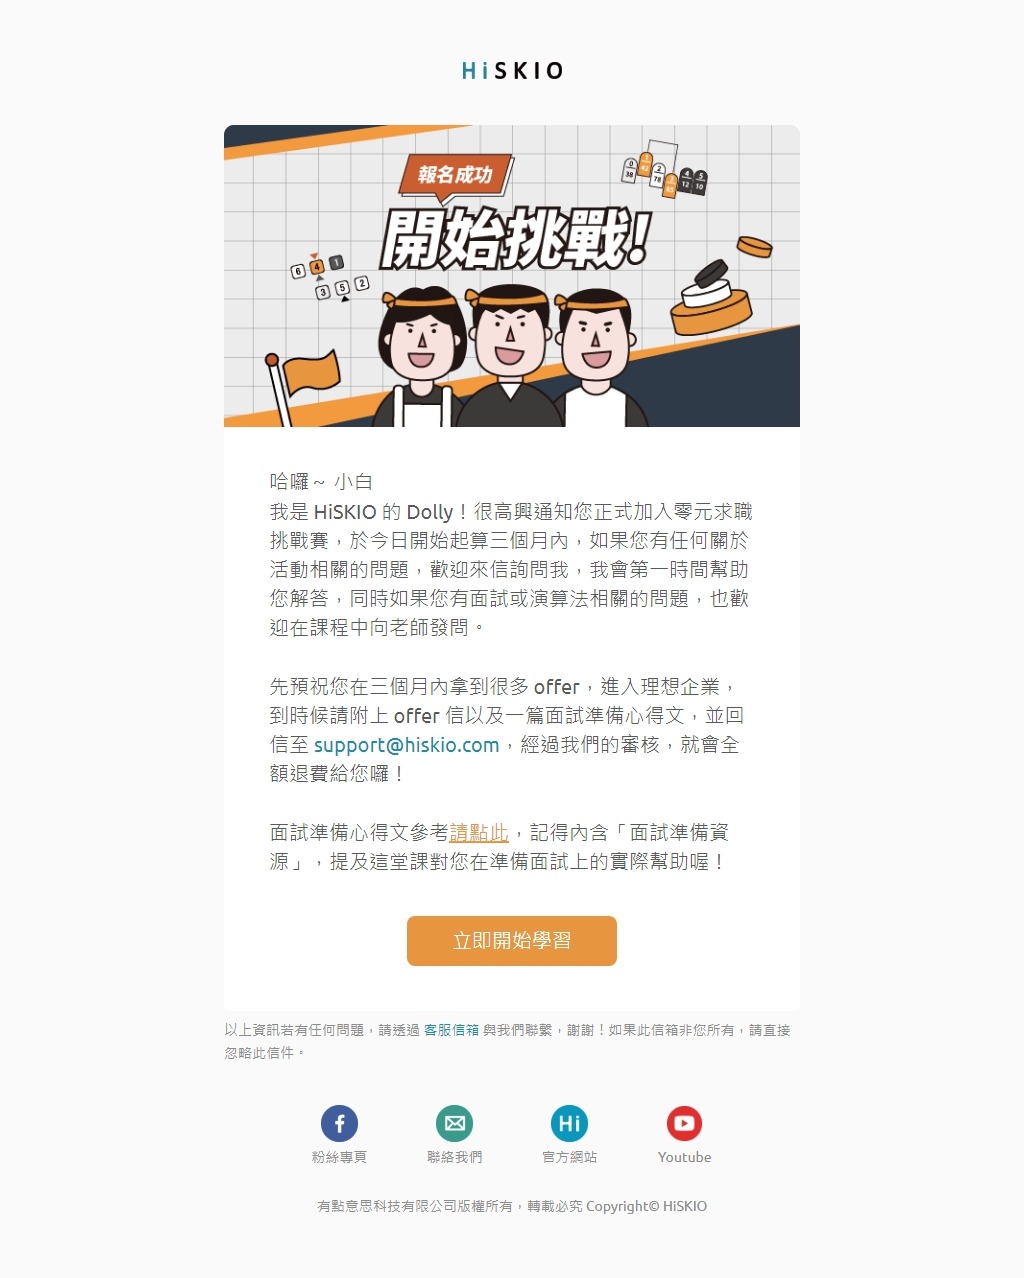 HiSKIO
報名成功
開始挑戰!
0
38
2
78
4
12
5
10
6
4
1
3
5
2
哈囉~ 小白
我是 HiSKIO 的 Dolly！很高興通知您正式加入零元求職
挑戰賽，於今日開始起算三個月內，如果您有任何關於
活動相關的問題，歡迎來信詢問我，我會第一時間幫助
您解答，同時如果您有面試或演算法相關的問題，也歡
迎在課程中向老師發問。
先預祝您在三個月內拿到很多 offer，進入理想企業，
到時候請附上 offer 信以及一篇面試準備心得文，並回
信至 support@hiskio.com，經過我們的審核，就會全
額退費給您囉！
面試準備心得文參考請點此，記得內含「面試準備資
源」，提及這堂課對您在準備面試上的實際幫助喔！
立即開始學習
以上資訊若有任何問題，請透過 客服信箱 與我們聯繫，謝謝！如果此信箱非您所有，請直接
忽略此信件。
Hi
粉絲專頁 聯絡我們 官方網站 Youtube
有點意思科技有限公司版權所有，轉載必究 Copyright© HiSKIO